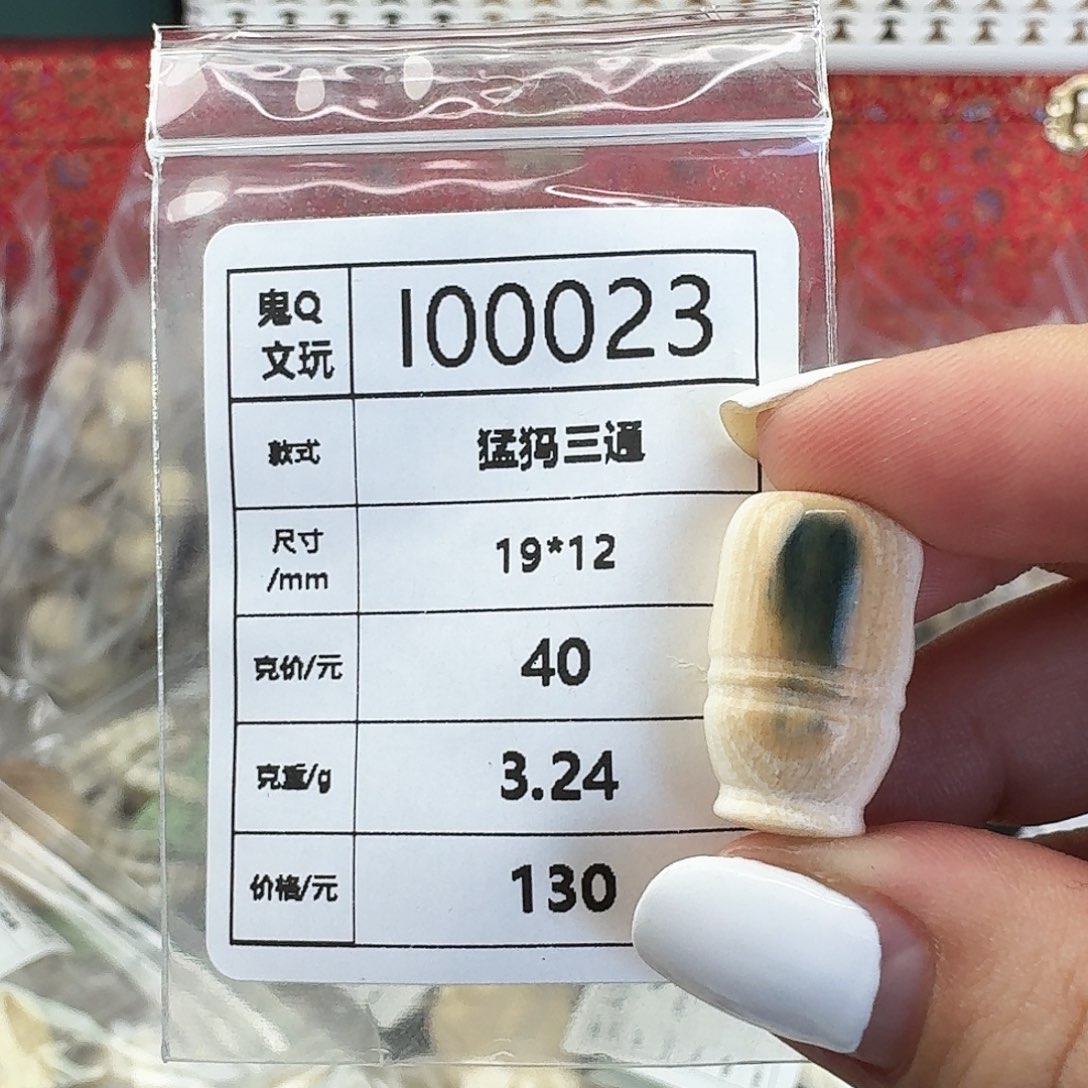 鬼Q
文玩
I00023
款式
猛犸三通
尺寸
/mm
19*12
克价/元
40
克重/g
3.24
价格/元
130